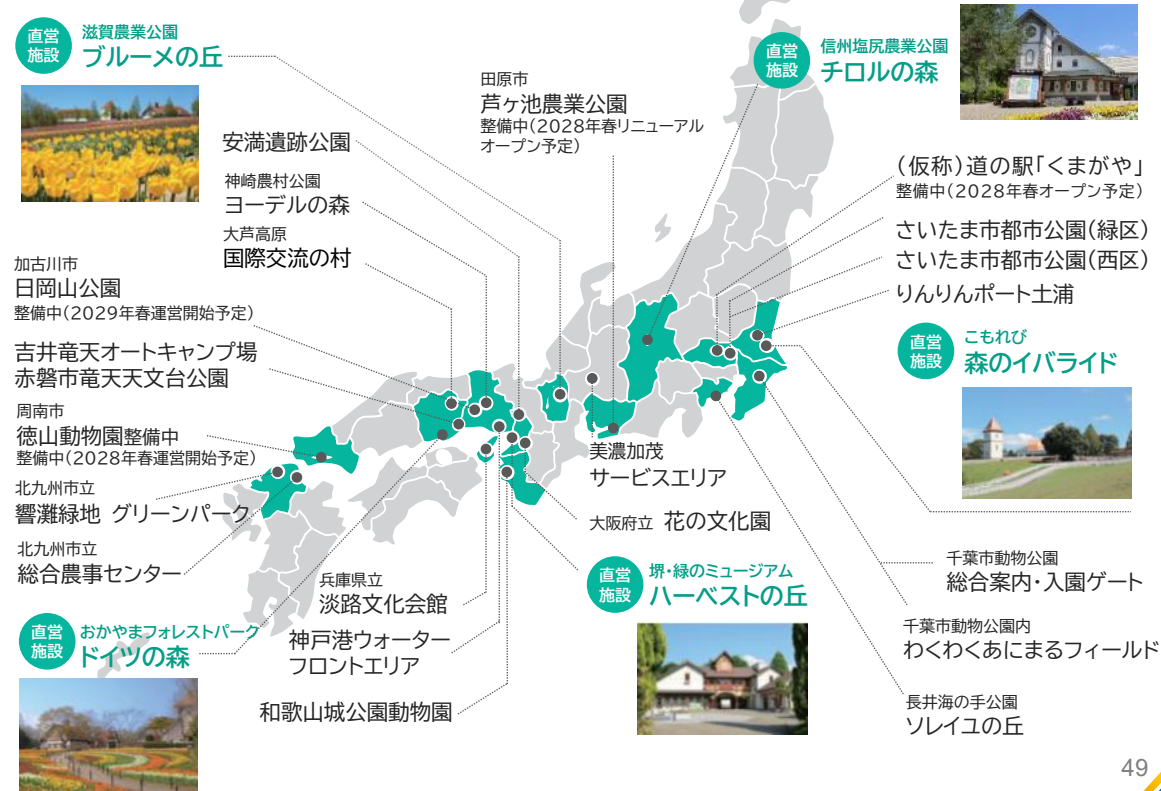 直営
施設
滋賀農業公園
ブルーメの丘
安満遺跡公園
神崎農村公園
ヨーデルの森
大芦高原
国際交流の村
加古川市
日岡山公園
整備中(2029年春運営開始予定)
吉井竜天オートキャンプ場
赤磐市竜天天文台公園
周南市
徳山動物園整備中
整備中(2028年春運営開始予定)
北九州市立
響灘緑地 グリーンパーク
北九州市立
総合農事センター
直営
施設
おかやまフォレストパーク
ドイツの森
兵庫県立
淡路文化会館
神戸港ウォーター
フロントエリア
和歌山城公園動物園
田原市
芦ヶ池農業公園
整備中(2028年春リニューアル
オープン予定)
美濃加茂
サービスエリア
大阪府立 花の文化園
直営
施設
堺・緑のミュージアム
ハーベストの丘
直営
施設
信州塩尻農業公園
チロルの森
(仮称)道の駅「くまがや」
整備中(2028年春オープン予定)
さいたま市都市公園(緑区)
さいたま市都市公園(西区)
りんりんポート土浦
直営
施設
こもれび
森のイバライド
千葉市動物公園
総合案内・入園ゲート
千葉市動物公園内
わくわくあにまるフィールド
長井海の手公園
ソレイユの丘
49